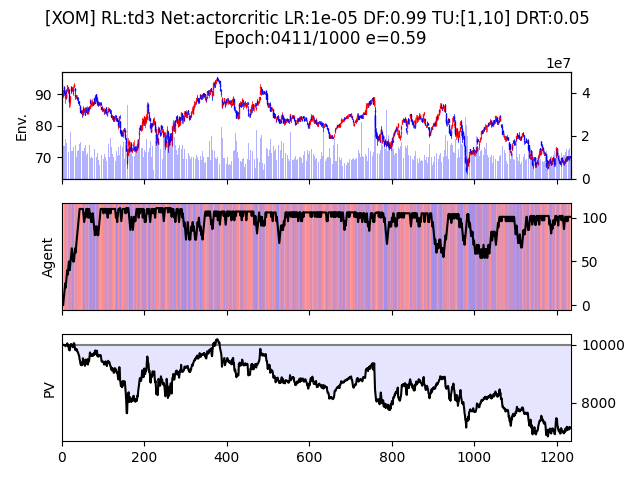 [XOM] RL:td3 Net:actorcritic LR:1e-05 DF:0.99 TU:[1,10] DRT:0.05
Epoch:0411/1000 e=0.59
1e7
Env.
90
80
70
4
2
0
Agent
100
50
0
PV
10000
8000
0 200 400 600 800 1000 1200